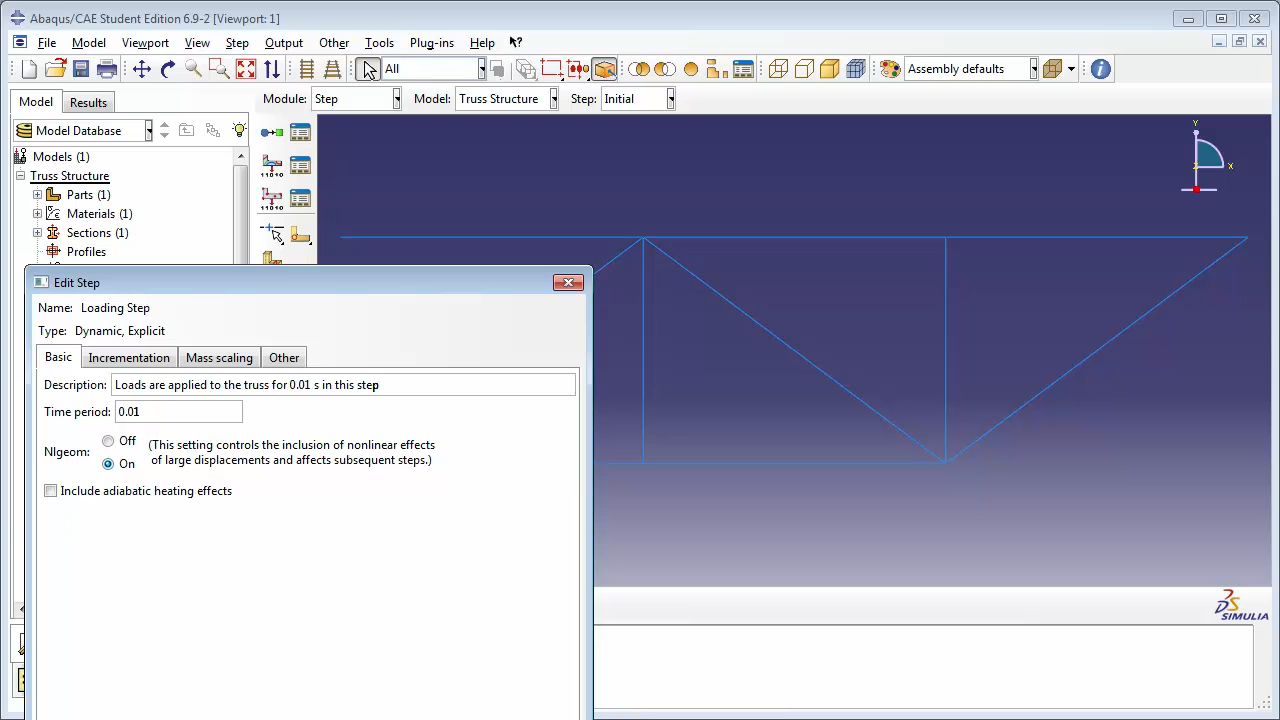 Abaqus/CAE Student Edition 6.9-2 [Viewport: 1]
File Model Viewport View Step Output Other Tools Plug-ins Help
All Assembly defaults
Model Results Module: Step Model: Truss Structure Step: Initial
Model Database
Models (1)
Truss Structure
Parts (1)
Materials (1)
Sections (1)
Profiles
Y
X
Edit Step
Name: Loading Step
Type: Dynamic, Explicit
Basic Incrementation Mass scaling Other
Description: Loads are applied to the truss for 0.01 s in this step
Time period: 0.01
Nlgeom:
Off
On
(This setting controls the inclusion of nonlinear effects
of large displacements and affects subsequent steps.)
Include adiabatic heating effects
SIMULIA